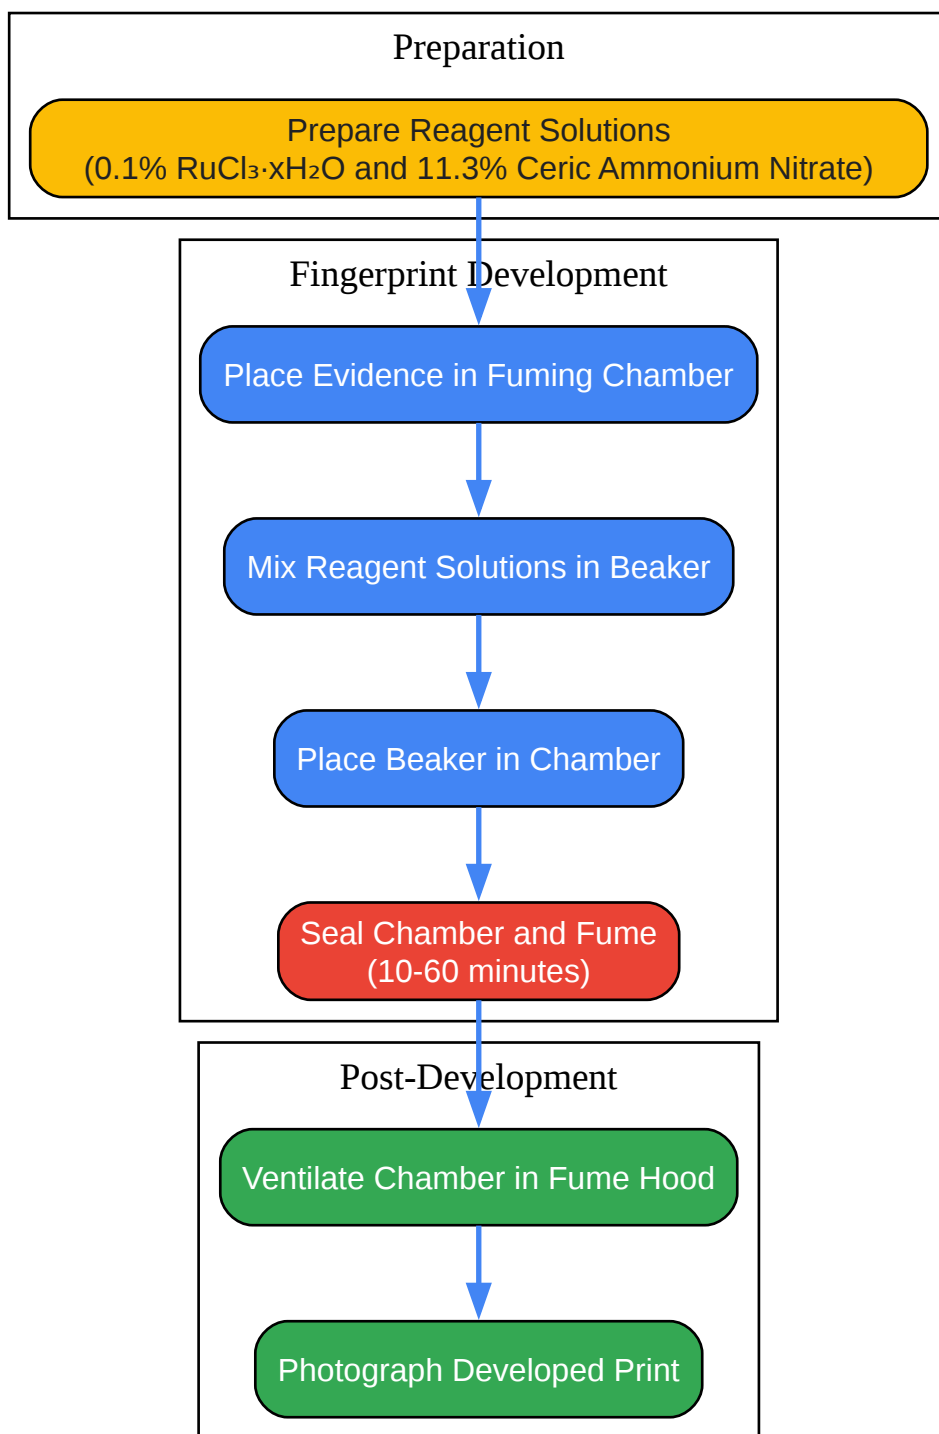 Preparation
Prepare Reagent Solutions
(0.1% RuCl₃·xH₂O and 11.3% Ceric Ammonium Nitrate)
Fingerprint Development
Place Evidence in Fuming Chamber
Mix Reagent Solutions in Beaker
Place Beaker in Chamber
Seal Chamber and Fume
(10-60 minutes)
Post-Development
Ventilate Chamber in Fume Hood
Photograph Developed Print